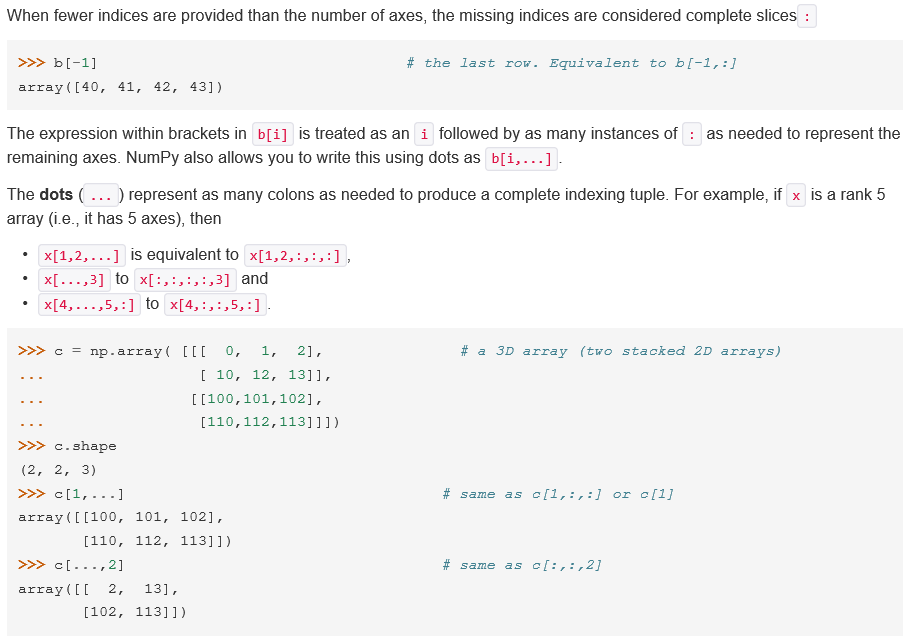 When fewer indices are provided than the number of axes, the missing indices are considered complete slices :
>>> b[-1]                                  # the last row. Equivalent to b[-1,:]
array([40, 41, 42, 43])
The expression within brackets in b[i] is treated as an i followed by as many instances of : as needed to represent the
remaining axes. NumPy also allows you to write this using dots as b[i,...].
The dots (...) represent as many colons as needed to produce a complete indexing tuple. For example, if x is a rank 5
array (i.e., it has 5 axes), then
• x[1,2,...] is equivalent to x[1,2,:,:,:],
• x[...,3] to x[:,:,:,:,3] and
• x[4,...,5,:] to x[4,:,:,5,:].
>>> c = np.array( [[[  0,  1,  2],               # a 3D array (two stacked 2D arrays)
...                 [ 10, 12, 13]],
...                [[100,101,102],
...                 [110,112,113]]])
>>> c.shape
(2, 2, 3)
>>> c[1,...]                                   # same as c[1,:,:] or c[1]
array([[100, 101, 102],
       [110, 112, 113]])
>>> c[...,2]                                   # same as c[:,:,2]
array([[  2,  13],
       [102, 113]])